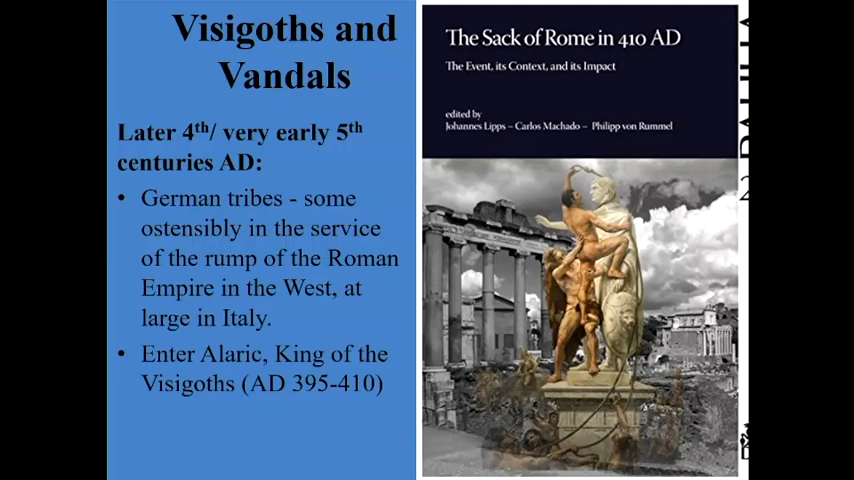 Visigoths and
Vandals
Later 4th/ very early 5th
centuries AD:
• German tribes - some
ostensibly in the service
of the rump of the Roman
Empire in the West, at
large in Italy.
• Enter Alaric, King of the
Visigoths (AD 395-410)
The Sack of Rome in 410 AD
The Event, its Context, and its Impact
edited by
Johannes Lipps – Carlos Machado – Philipp von Rummel